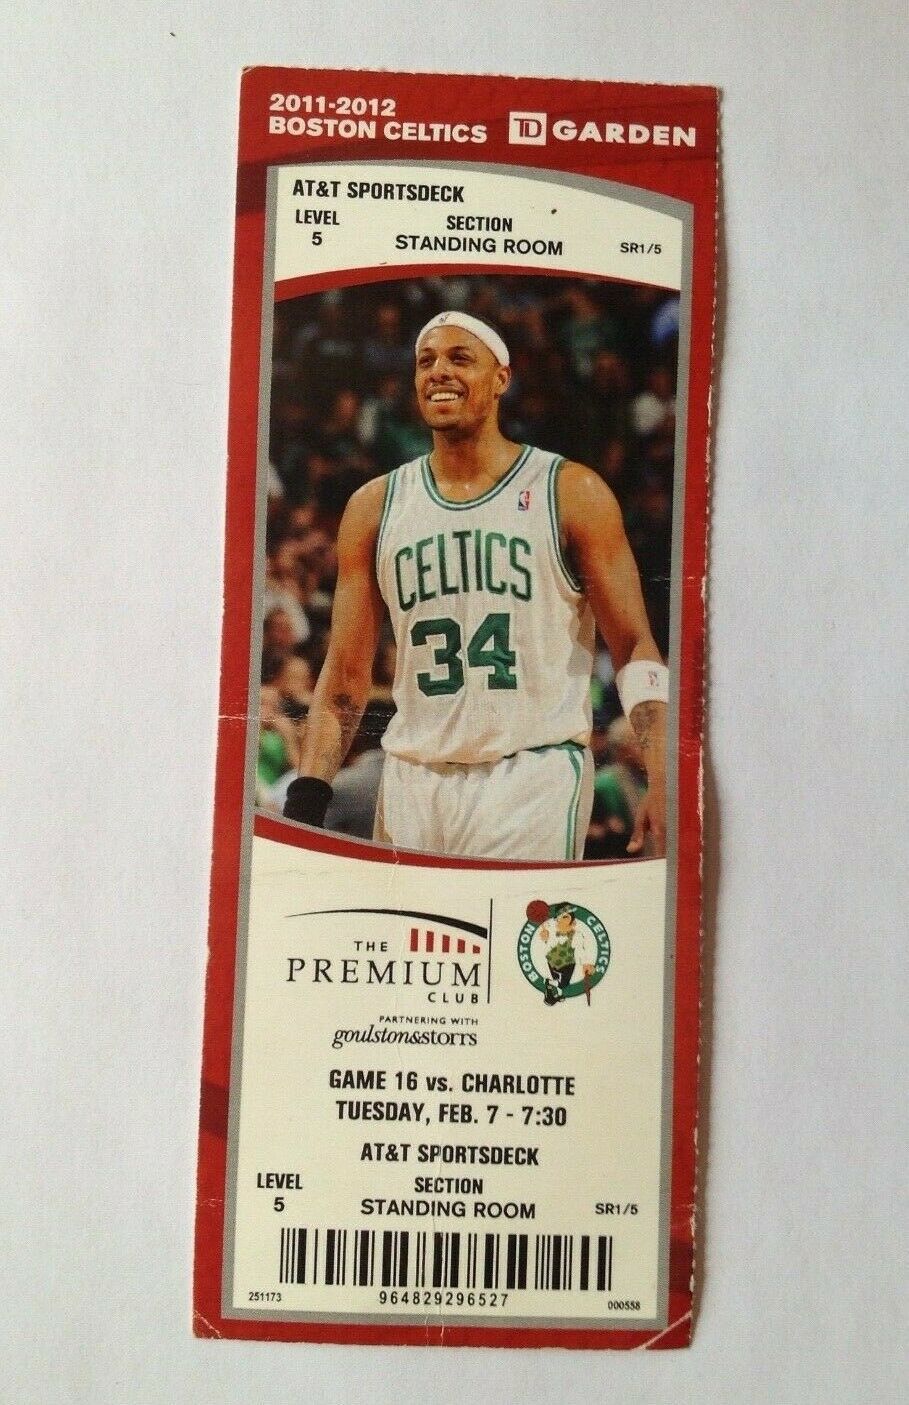 2011-2012
BOSTON CELTICS TD GARDEN
AT&T SPORTSDECK
LEVEL SECTION
5 STANDING ROOM SR1/5
CELTICS
34
THE
PREMIUM
CLUB
BOSTON CELTICS
PARTNERING WITH
goulston&storrs
GAME 16 vs. CHARLOTTE
TUESDAY, FEB. 7 - 7:30
AT&T SPORTSDECK
LEVEL SECTION
5 STANDING ROOM SR1/5
251173 964829296527 000558